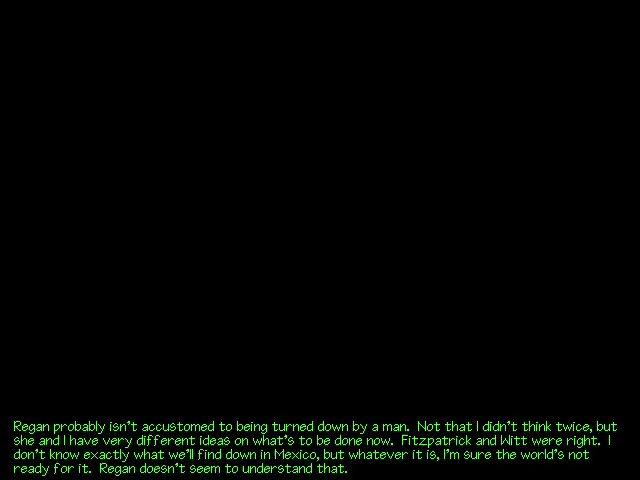 Regan probably isn't accustomed to being turned down by a man.  Not that I didn't think twice, but
she and I have very different ideas on what's to be done now.  Fitzpatrick and Witt were right.  I
don't know exactly what we'll find down in Mexico, but whatever it is, I'm sure the world's not
ready for it.  Regan doesn't seem to understand that.